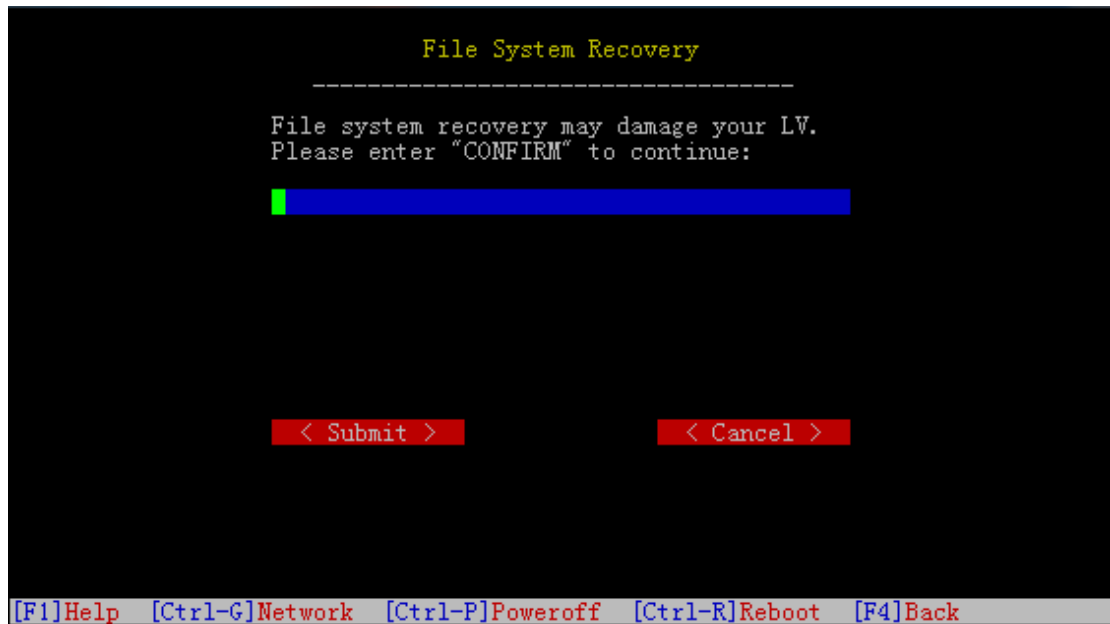 File System Recovery
-----------------------------------
File system recovery may damage your LV.
Please enter "CONFIRM" to continue:
< Submit > < Cancel >
[F1]Help [Ctrl-G]Network [Ctrl-P]Poweroff [Ctrl-R]Reboot [F4]Back